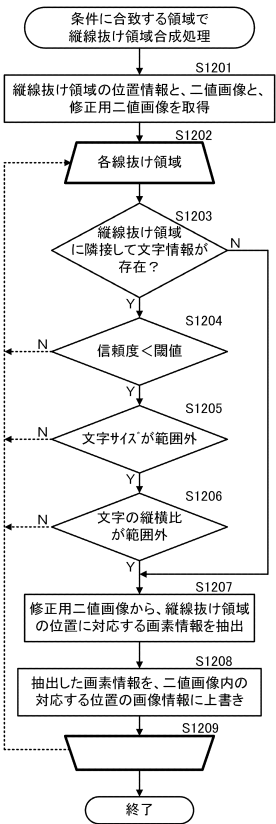 条件に合致する領域で
縦線抜け領域合成処理
S1201
縦線抜け領域の位置情報と、二値画像と、
修正用二値画像を取得
S1202
各線抜け領域
S1203
縦線抜け領域
に隣接して文字情報が
存在？
N
Y
S1204
信頼度＜閾値
N
Y
S1205
文字サイズが範囲外
N
Y
S1206
文字の縦横比
が範囲外
N
Y
S1207
修正用二値画像から、縦線抜け領域
の位置に対応する画素情報を抽出
S1208
抽出した画素情報を、二値画像内の
対応する位置の画像情報に上書き
S1209
終了